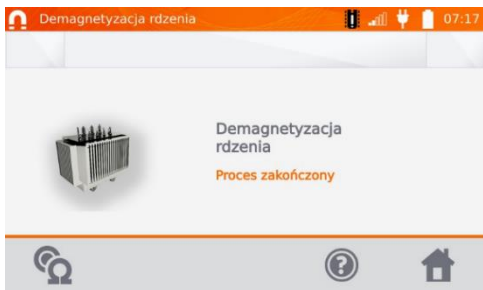 Demagnetyzacja rdzenia
07:17
Demagnetyzacja
rdzenia
Proces zakończony